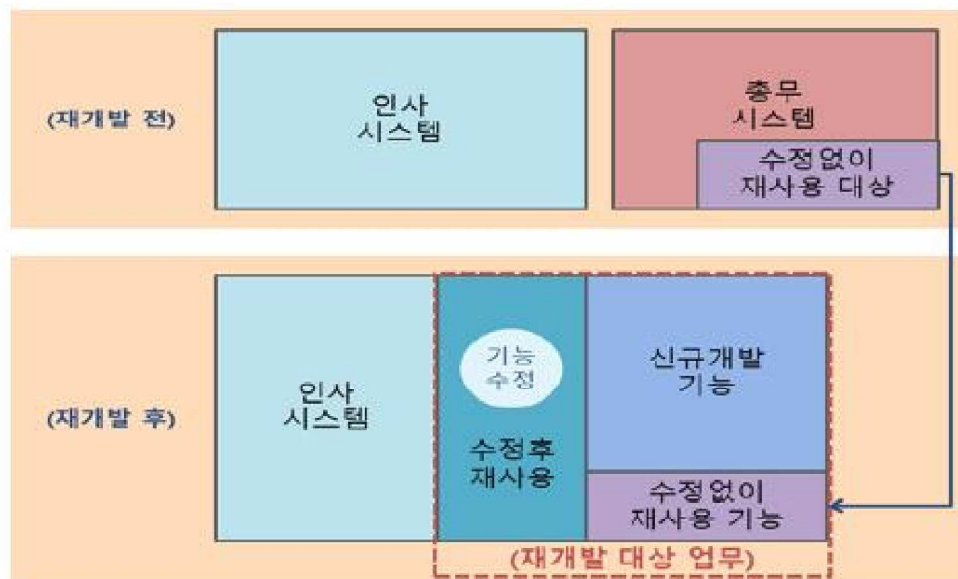 (재개발 전)
인사
시스템
총무
시스템
수정없이
재사용 대상
(재개발 후)
인사
시스템
기능
수정
수정후
재사용
신규개발
기능
수정없이
재사용 기능
(재개발 대상 업무)